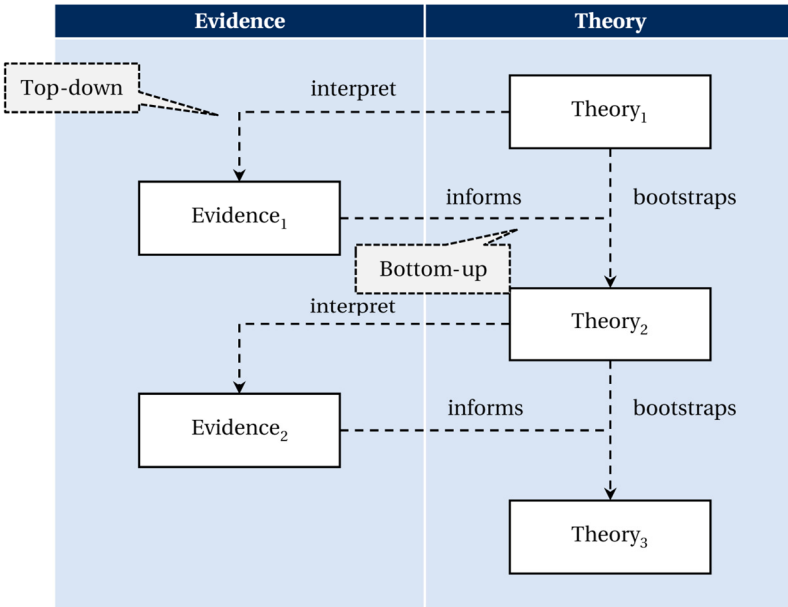 Evidence
Theory
Top-down
interpret
Theory₁
Evidence₁
informs
bootstraps
Bottom-up
interpret
Theory₂
Evidence₂
informs
bootstraps
Theory₃